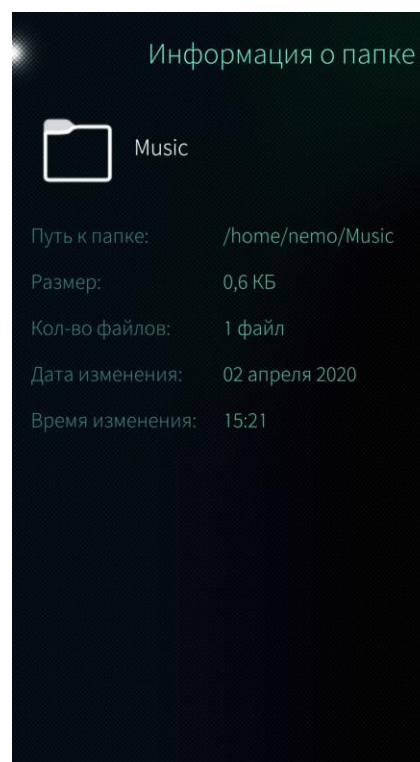 Информация о папке
Music
Путь к папке: /home/nemo/Music
Размер: 0,6 КБ
Кол-во файлов: 1 файл
Дата изменения: 02 апреля 2020
Время изменения: 15:21